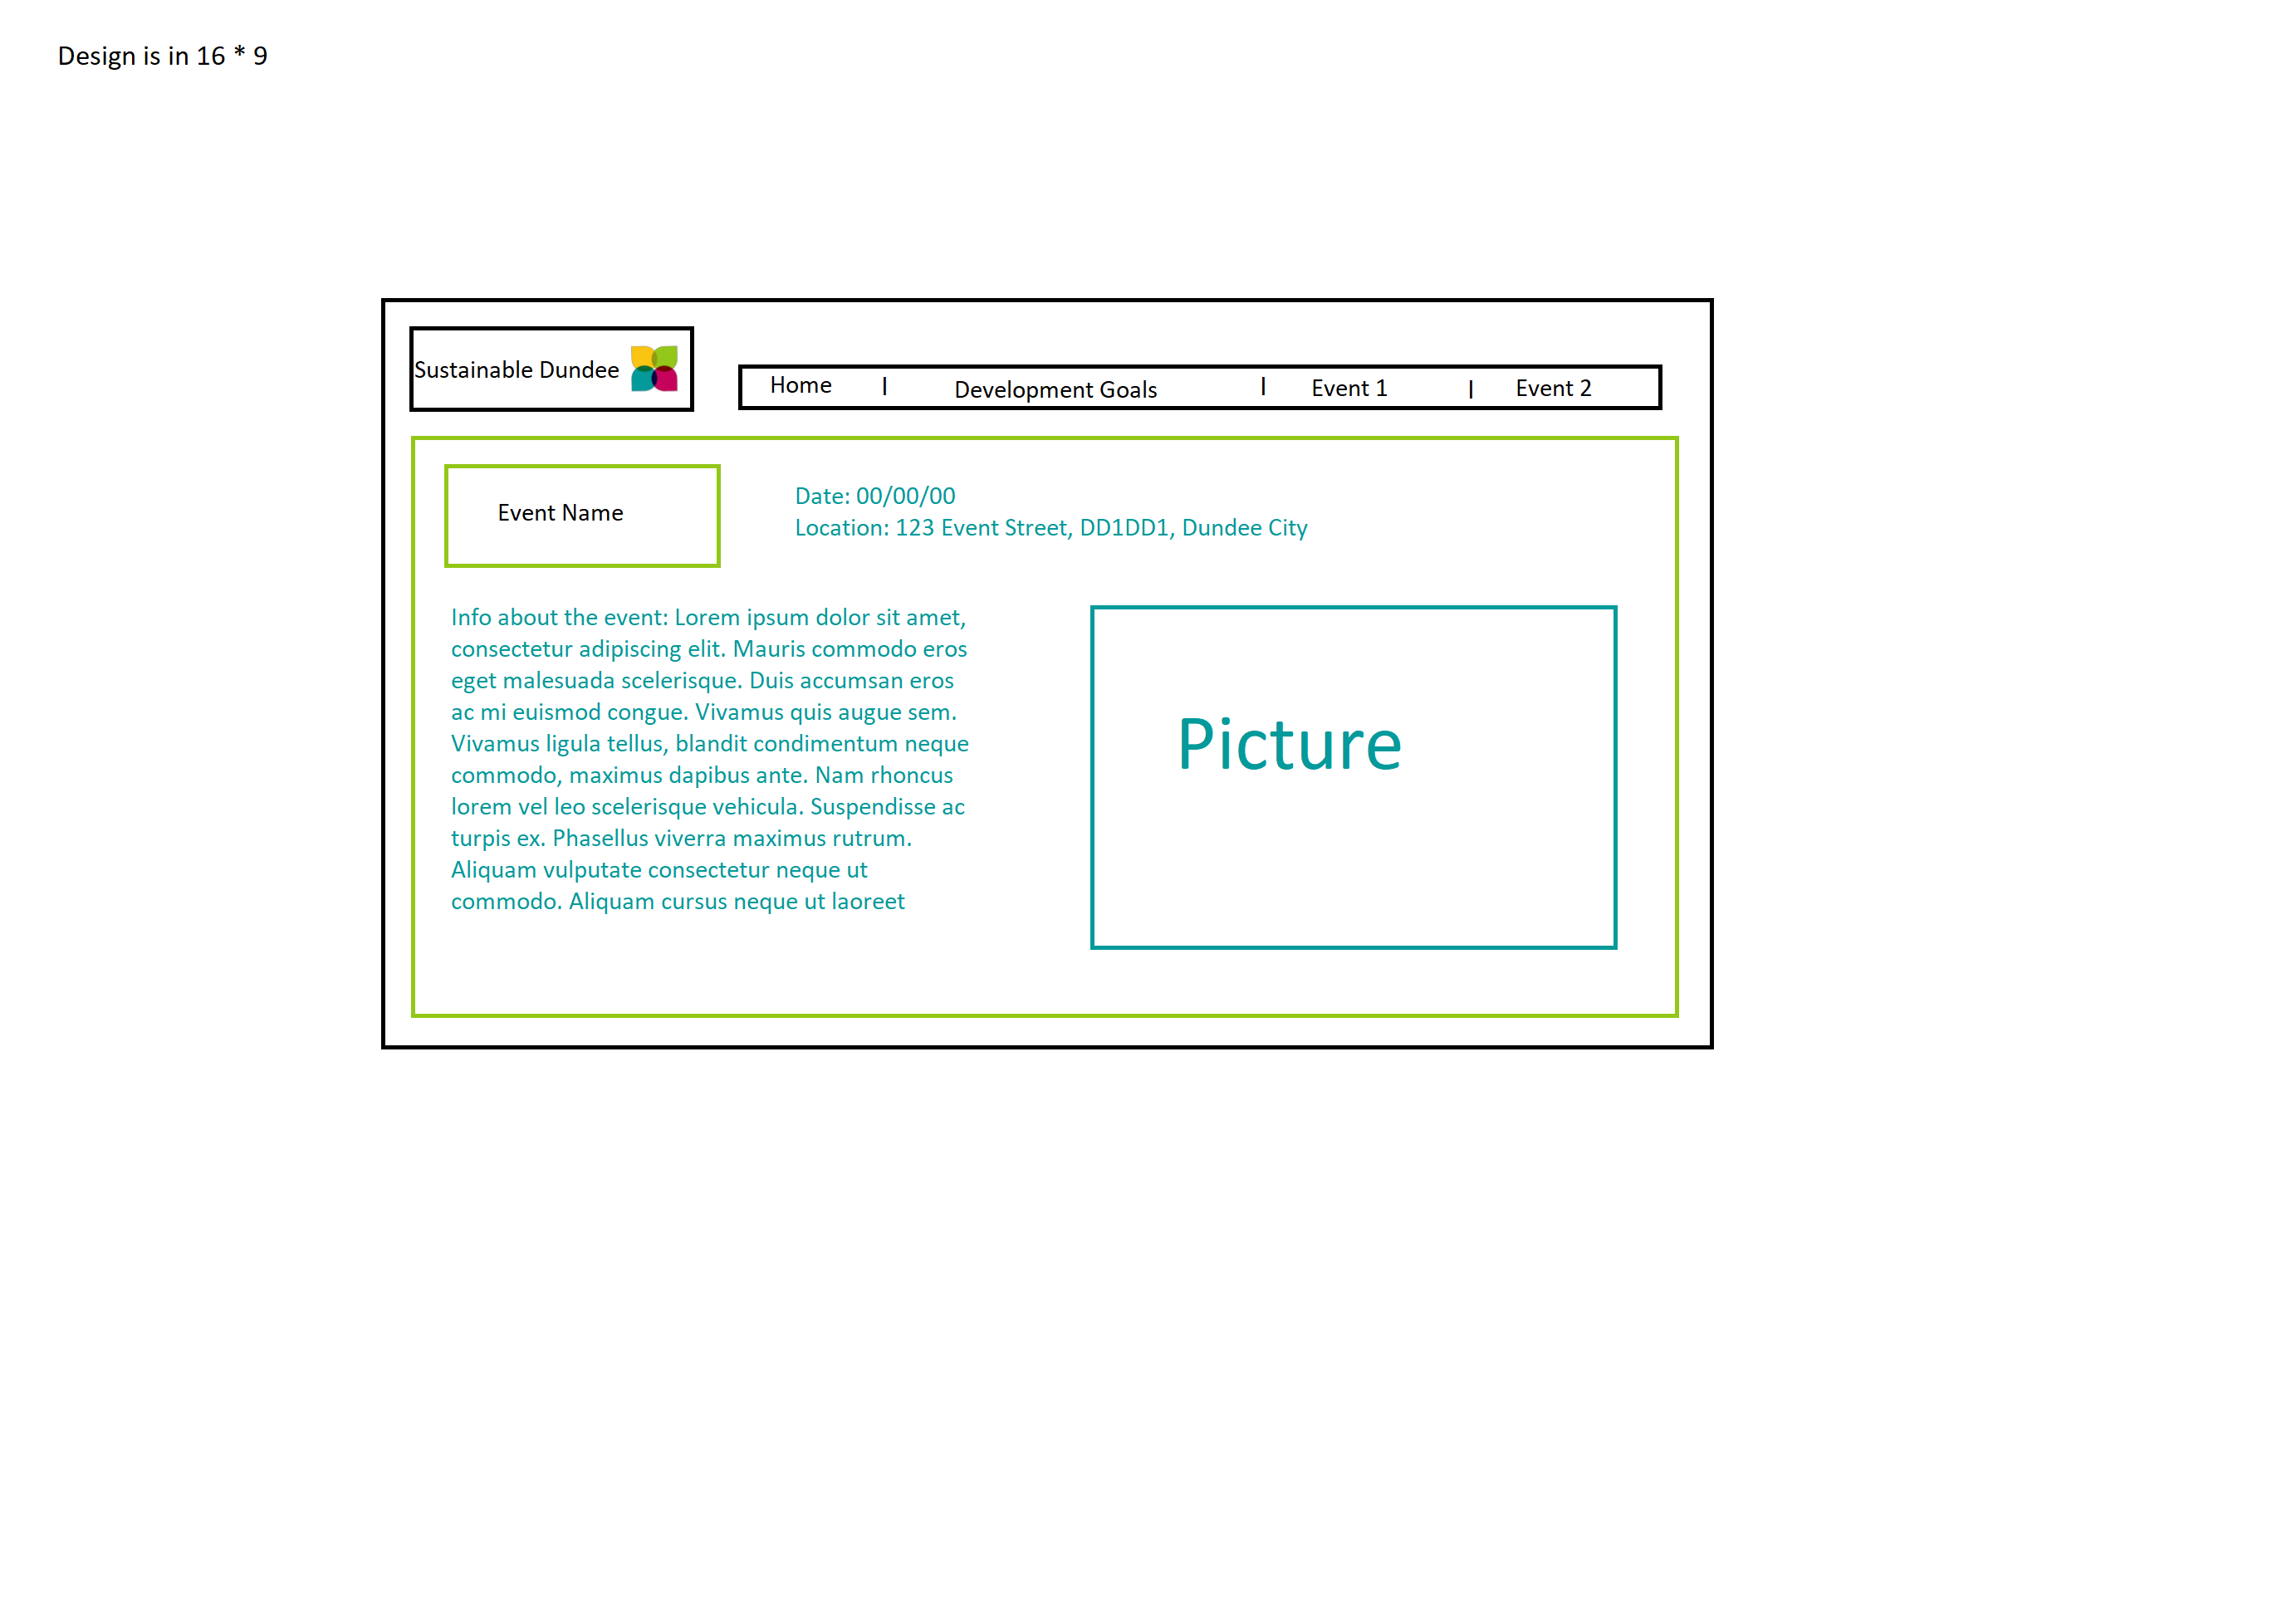 Design is in 16 * 9
Sustainable Dundee
Home | Development Goals | Event 1 | Event 2
Event Name
Date: 00/00/00
Location: 123 Event Street, DD1DD1, Dundee City
Info about the event: Lorem ipsum dolor sit amet,
consectetur adipiscing elit. Mauris commodo eros
eget malesuada scelerisque. Duis accumsan eros
ac mi euismod congue. Vivamus quis augue sem.
Vivamus ligula tellus, blandit condimentum neque
commodo, maximus dapibus ante. Nam rhoncus
lorem vel leo scelerisque vehicula. Suspendisse ac
turpis ex. Phasellus viverra maximus rutrum.
Aliquam vulputate consectetur neque ut
commodo. Aliquam cursus neque ut laoreet
Picture